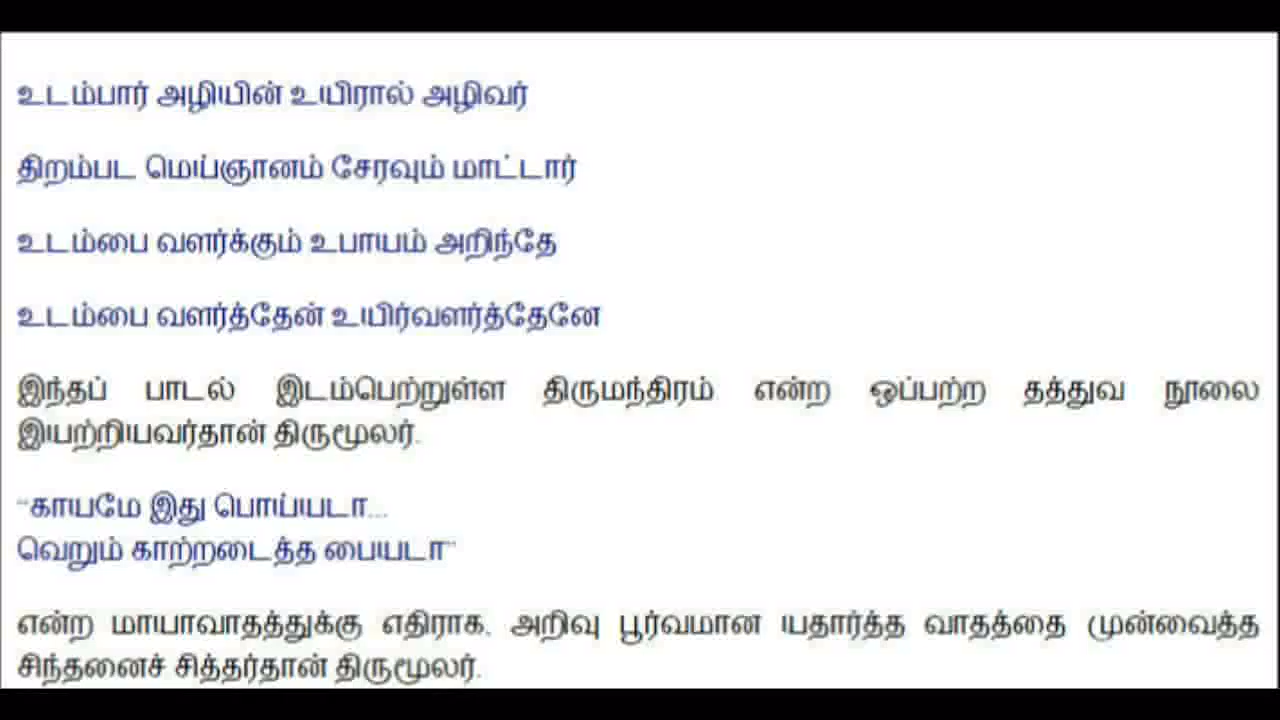 உடம்பார் அழியின் உயிரால் அழிவர்
திறம்பட மெய்ஞானம் சேரவும் மாட்டார்
உடம்பை வளர்க்கும் உபாயம் அறிந்தே
உடம்பை வளர்த்தேன் உயிர்வளர்த்தேனே
இந்தப் பாடல் இடம்பெற்றுள்ள திருமந்திரம் என்ற ஒப்பற்ற தத்துவ நூலை
இயற்றியவர்தான் திருமூலர்.
“காயமே இது பொய்யடா...
வெறும் காற்றடைத்த பையடா”
என்ற மாயாவாதத்துக்கு எதிராக, அறிவு பூர்வமான யதார்த்த வாதத்தை முன்வைத்த
சிந்தனைச் சித்தர்தான் திருமூலர்.